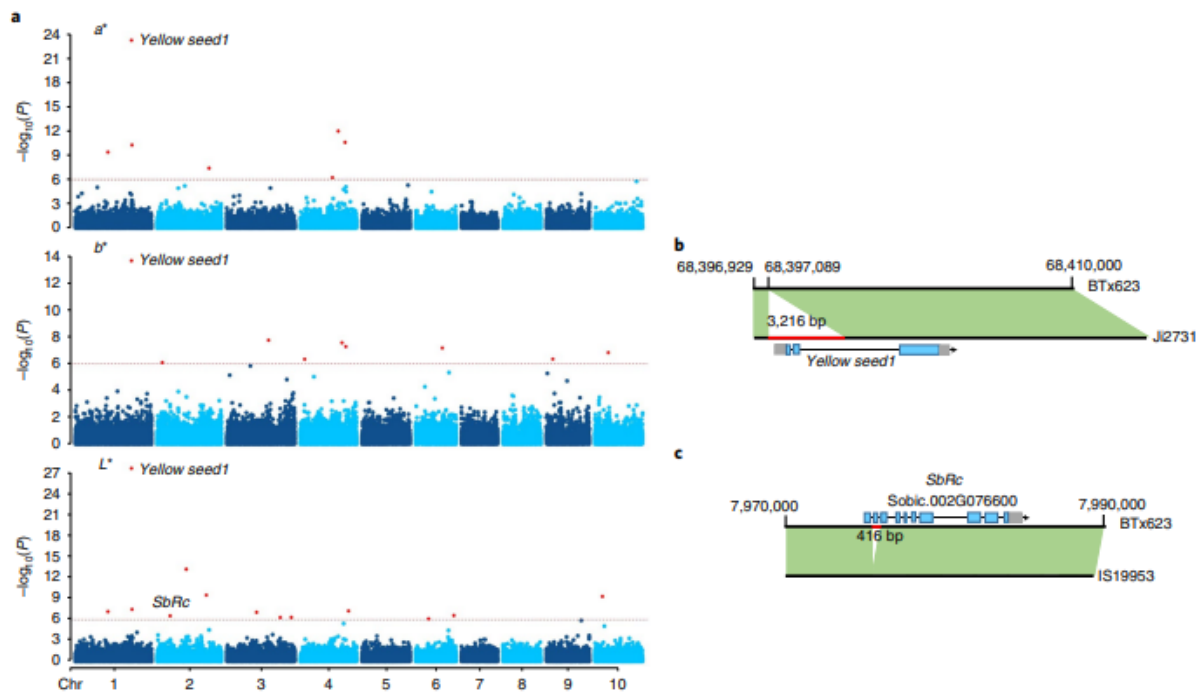 a
a*
Yellow seed1
24
21
18
15
12
9
6
3
0
–log10(P)
b*
Yellow seed1
14
12
10
8
6
4
2
0
–log10(P)
L*
Yellow seed1
SbRc
27
24
21
18
15
12
9
6
3
0
–log10(P)
Chr 1 2 3 4 5 6 7 8 9 10
b
68,396,929 68,397,089 68,410,000
BTx623
3,216 bp
Ji2731
Yellow seed1
c
SbRc
Sobic.002G076600
7,970,000 7,990,000
BTx623
416 bp
IS19953